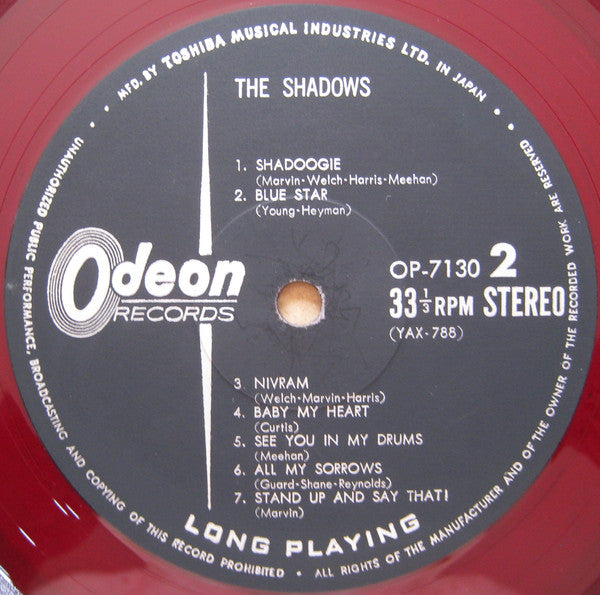 MFD. BY TOSHIBA MUSICAL INDUSTRIES LTD. IN JAPAN
THE SHADOWS
1. SHADOOGIE
(Marvin-Welch-Harris-Meehan)
2. BLUE STAR
(Young-Heyman)
Odeon
RECORDS
OP-7130 2
33 1/3 RPM STEREO
(YAX-788)
3 NIVRAM
(Welch-Marvin-Harris)
4. BABY MY HEART
(Curtis)
5. SEE YOU IN MY DRUMS
(Meehan)
6. ALL MY SORROWS
(Guard-Shane-Reynolds)
7. STAND UP AND SAY THAT!
(Marvin)
LONG PLAYING
UNAUTHORIZED PUBLIC PERFORMANCE, BROADCASTING AND COPYING OF THIS RECORD PROHIBITED • ALL RIGHTS OF THE MANUFACTURER AND OF THE OWNER OF THE RECORDED WORK ARE RESERVED